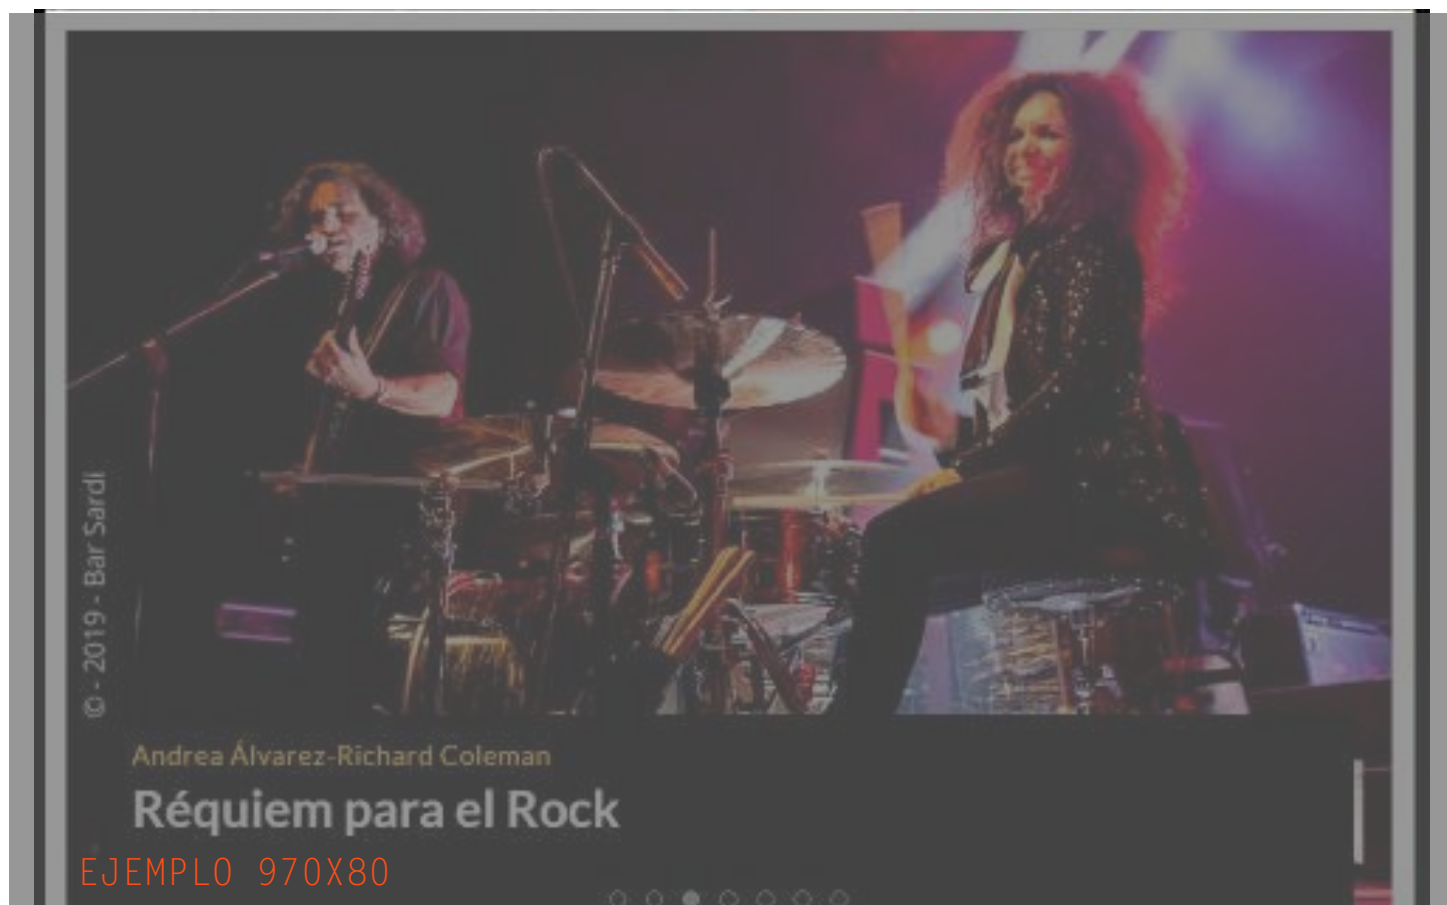 © - 2019 - Bar Sardi
Andrea Álvarez-Richard Coleman
Réquiem para el Rock
EJEMPLO 970X80